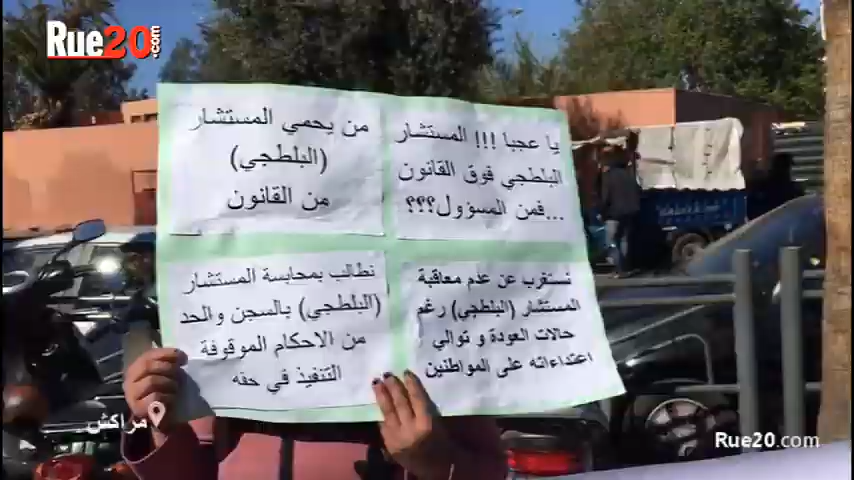 Rue20.com
يا عجبا !!! المستشار
البلطجي فوق القانون
...فمن المسؤول؟؟؟
من يحمي المستشار
(البلطجي)
من القانون
نستغرب عن عدم معاقبة
المستشار (البلطجي) رغم
حالات العودة و توالي
اعتداءاته على المواطنين
نطالب بمحابسة المستشار
(البلطجي) بالسجن والحد
من الاحكام الموقوفة
التنفيذ في حقه
مراكش
Rue20.com